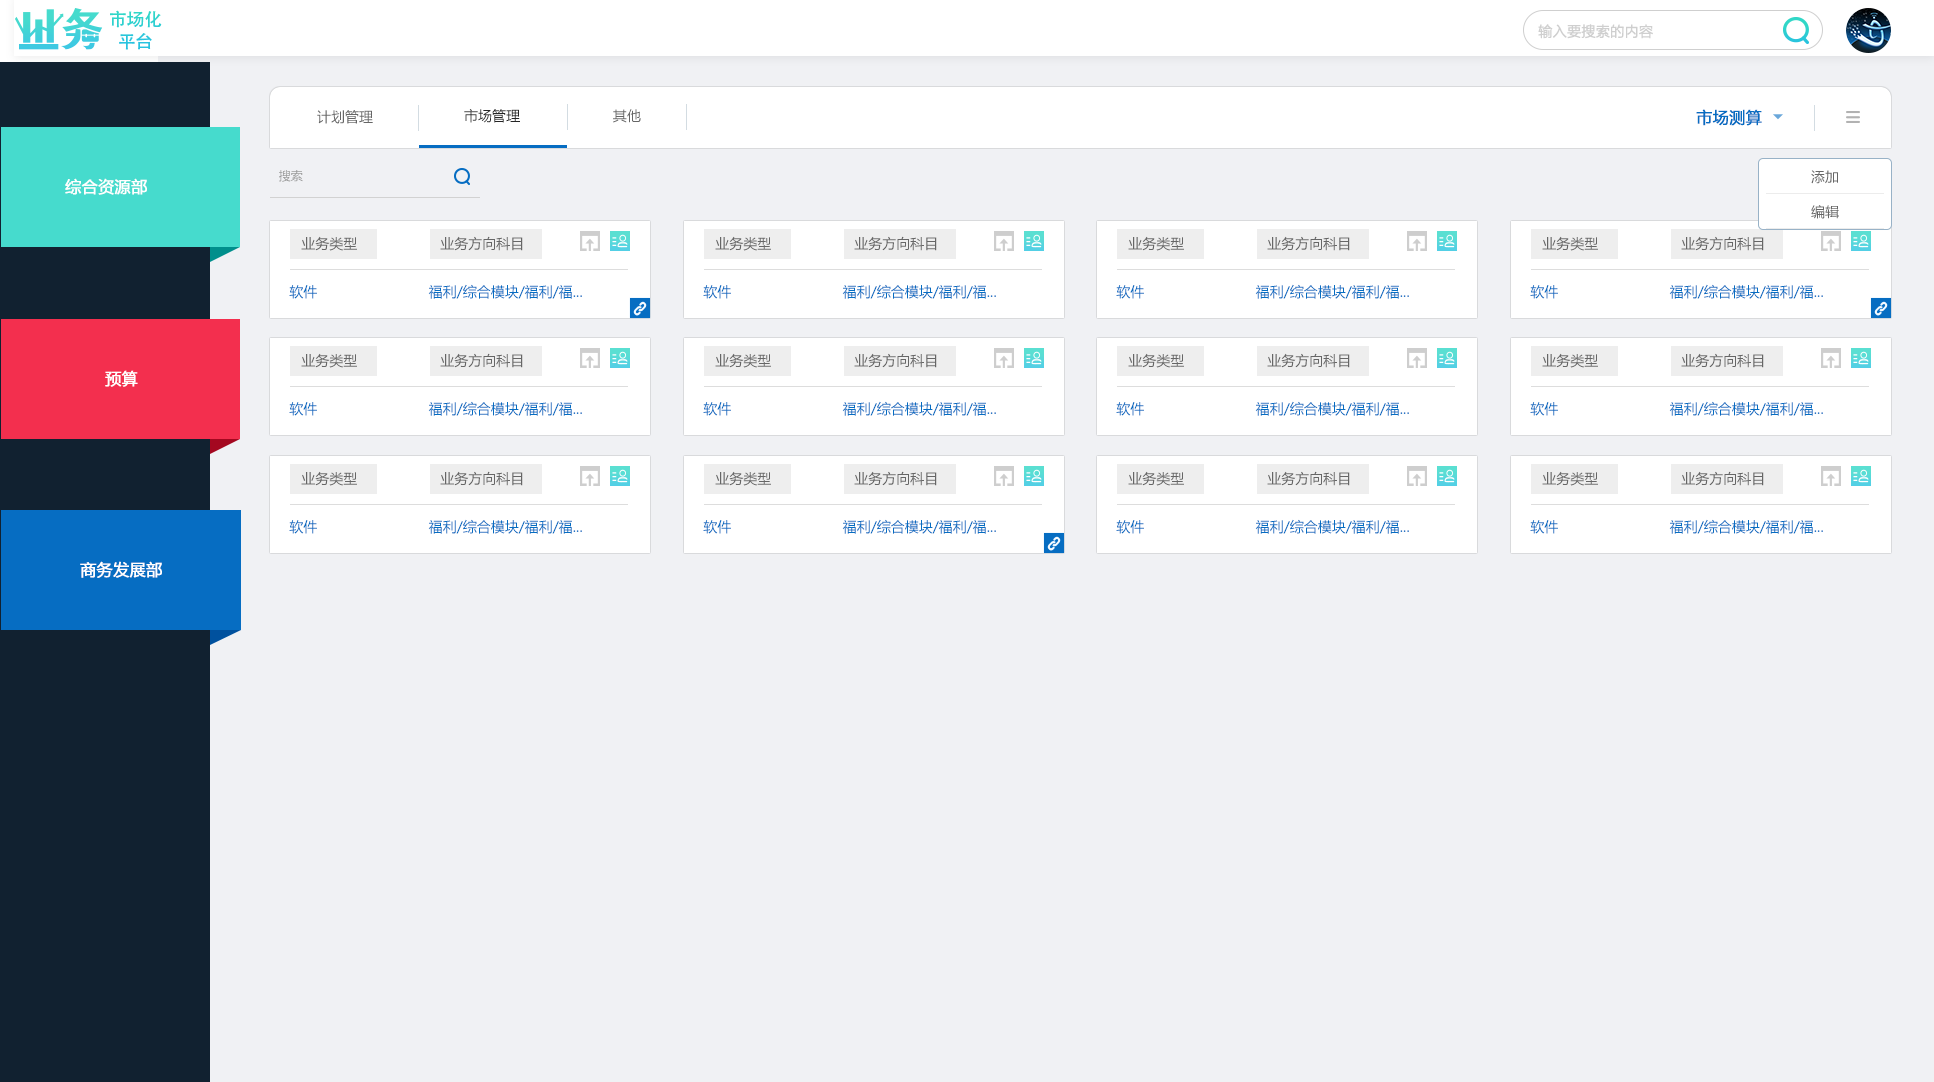 业务
市场化
平台
输入要搜索的内容
综合资源部
预算
商务发展部
计划管理
市场管理
其他
市场测算
搜索
添加
编辑
业务类型 业务方向科目
软件 福利/综合模块/福利/福...
业务类型 业务方向科目
软件 福利/综合模块/福利/福...
业务类型 业务方向科目
软件 福利/综合模块/福利/福...
业务类型 业务方向科目
软件 福利/综合模块/福利/福...
业务类型 业务方向科目
软件 福利/综合模块/福利/福...
业务类型 业务方向科目
软件 福利/综合模块/福利/福...
业务类型 业务方向科目
软件 福利/综合模块/福利/福...
业务类型 业务方向科目
软件 福利/综合模块/福利/福...
业务类型 业务方向科目
软件 福利/综合模块/福利/福...
业务类型 业务方向科目
软件 福利/综合模块/福利/福...
业务类型 业务方向科目
软件 福利/综合模块/福利/福...
业务类型 业务方向科目
软件 福利/综合模块/福利/福...